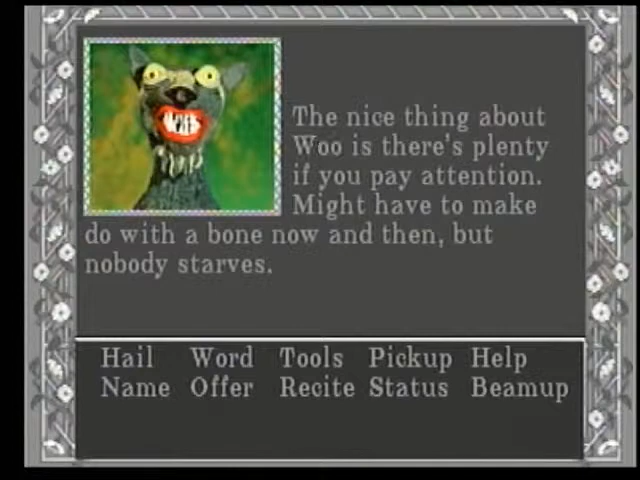 The nice thing about
Woo is there's plenty
if you pay attention.
Might have to make
do with a bone now and then, but
nobody starves.
Hail Word Tools Pickup Help
Name Offer Recite Status Beamup